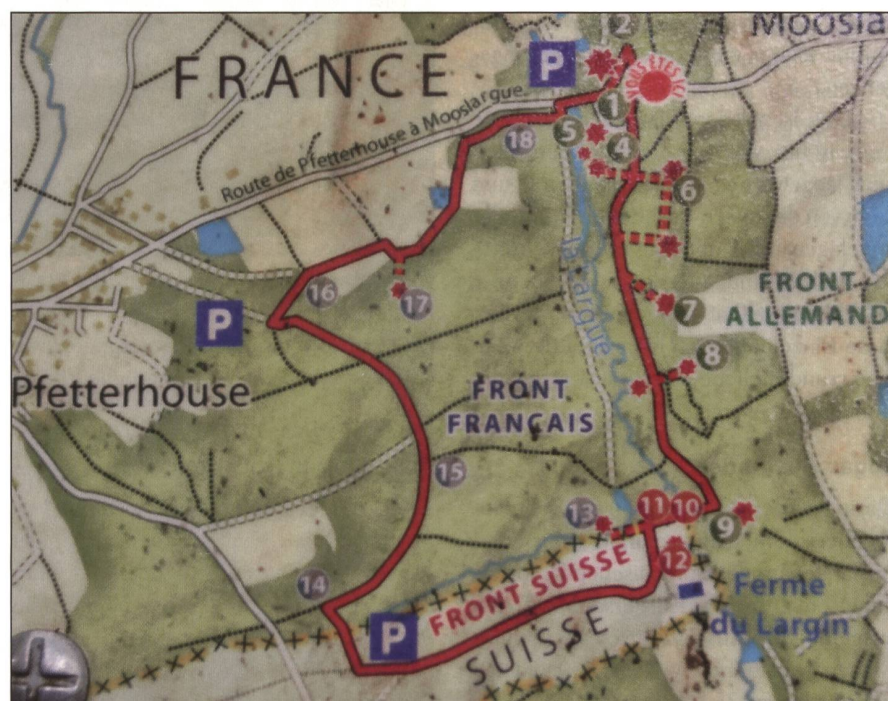 2
P
FRANCE
VOUS ÊTES ICI
1
Route de Pfetterhouse à Mooslargue
18
5
4
6
la Largue
16
17
7
FRONT
ALLEMAND
P
8
Pfetterhouse
FRONT
FRANÇAIS
15
13
11
10
9
12
14
FRONT SUISSE
Ferme
du Largin
P
SUISSE